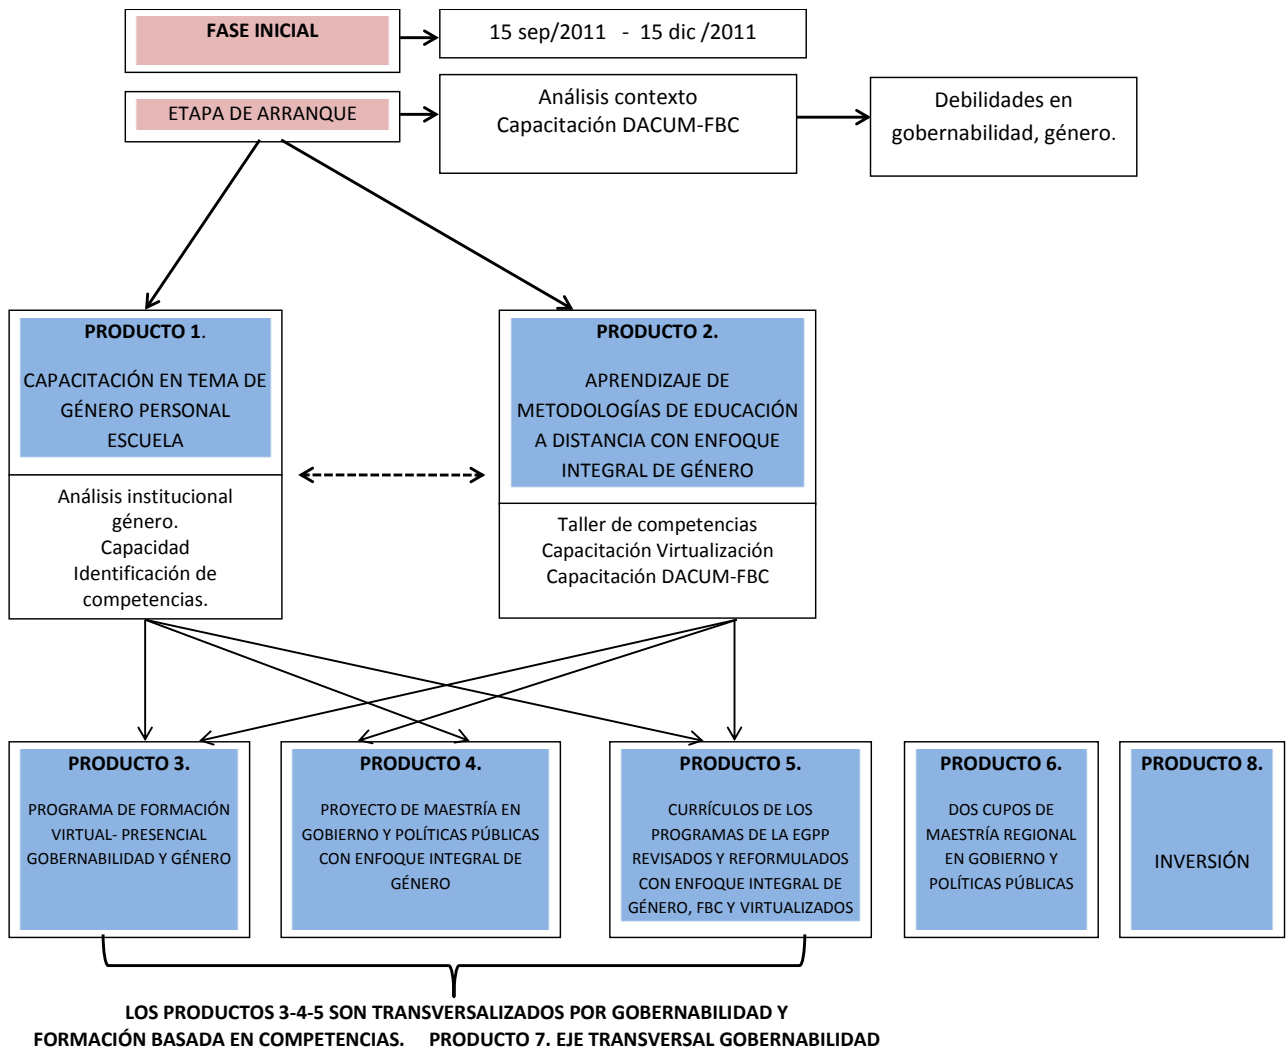 FASE INICIAL
15 sep/2011 - 15 dic /2011
ETAPA DE ARRANQUE
Análisis contexto
Capacitación DACUM-FBC
Debilidades en
gobernabilidad, género.
PRODUCTO 1.
CAPACITACIÓN EN TEMA DE
GÉNERO PERSONAL
ESCUELA
Análisis institucional
género.
Capacidad
Identificación de
competencias.
PRODUCTO 2.
APRENDIZAJE DE
METODOLOGÍAS DE EDUCACIÓN
A DISTANCIA CON ENFOQUE
INTEGRAL DE GÉNERO
Taller de competencias
Capacitación Virtualización
Capacitación DACUM-FBC
PRODUCTO 3.
PROGRAMA DE FORMACIÓN
VIRTUAL- PRESENCIAL
GOBERNABILIDAD Y GÉNERO
PRODUCTO 4.
PROYECTO DE MAESTRÍA EN
GOBIERNO Y POLÍTICAS PÚBLICAS
CON ENFOQUE INTEGRAL DE
GÉNERO
PRODUCTO 5.
CURRÍCULOS DE LOS
PROGRAMAS DE LA EGPP
REVISADOS Y REFORMULADOS
CON ENFOQUE INTEGRAL DE
GÉNERO, FBC Y VIRTUALIZADOS
PRODUCTO 6.
DOS CUPOS DE
MAESTRÍA REGIONAL
EN GOBIERNO Y
POLÍTICAS PÚBLICAS
PRODUCTO 8.
INVERSIÓN
LOS PRODUCTOS 3-4-5 SON TRANSVERSALIZADOS POR GOBERNABILIDAD Y
FORMACIÓN BASADA EN COMPETENCIAS. PRODUCTO 7. EJE TRANSVERSAL GOBERNABILIDAD